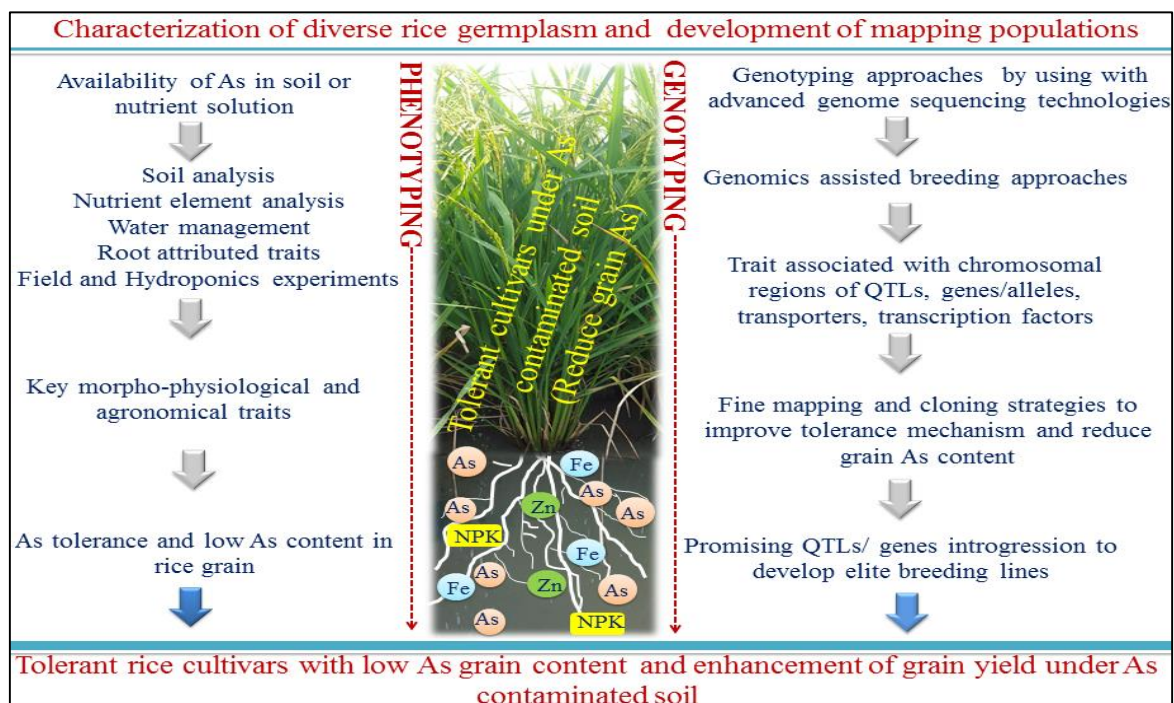 Characterization of diverse rice germplasm and development of mapping populations
Availability of As in soil or
nutrient solution
Soil analysis
Nutrient element analysis
Water management
Root attributed traits
Field and Hydroponics experiments
Key morpho-physiological and
agronomical traits
As tolerance and low As content in
rice grain
PHENOTYPING
Tolerant cultivars under As
contaminated soil
(Reduce grain As)
As
Fe
As
As
Zn
As
NPK
Fe
As
Fe
Zn
As
As
NPK
GENOTYPING
Genotyping approaches by using with
advanced genome sequencing technologies
Genomics assisted breeding approaches
Trait associated with chromosomal
regions of QTLs, genes/alleles,
transporters, transcription factors
Fine mapping and cloning strategies to
improve tolerance mechanism and reduce
grain As content
Promising QTLs/ genes introgression to
develop elite breeding lines
Tolerant rice cultivars with low As grain content and enhancement of grain yield under As
contaminated soil